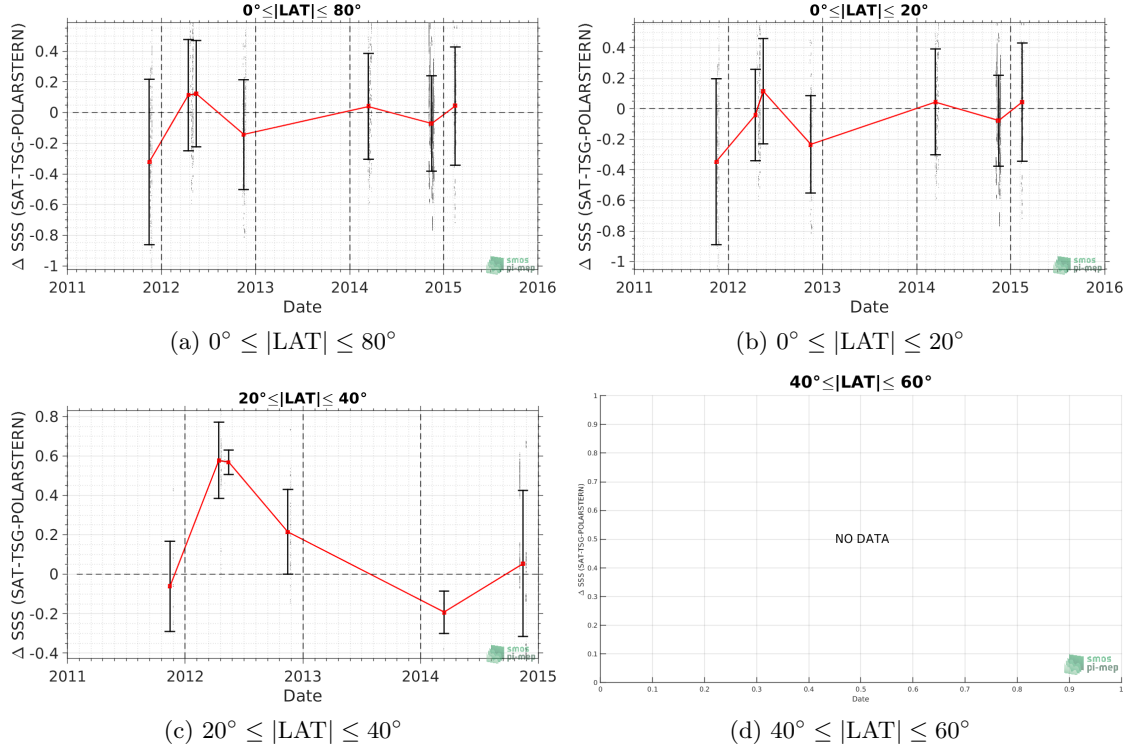 0°≤|LAT|≤ 80°
Δ SSS (SAT-TSG-POLARSTERN)
0.4
0.2
0
-0.2
-0.4
-0.6
-0.8
-1
2011 2012 2013 2014 2015 2016
Date
smos
pi-mep
(a) 0° ≤ |LAT| ≤ 80°
0°≤|LAT|≤ 20°
Δ SSS (SAT-TSG-POLARSTERN)
0.4
0.2
0
-0.2
-0.4
-0.6
-0.8
-1
2011 2012 2013 2014 2015 2016
Date
smos
pi-mep
(b) 0° ≤ |LAT| ≤ 20°
20°≤|LAT|≤ 40°
Δ SSS (SAT-TSG-POLARSTERN)
0.8
0.6
0.4
0.2
0
-0.2
-0.4
2011 2012 2013 2014 2015
Date
smos
pi-mep
(c) 20° ≤ |LAT| ≤ 40°
40°≤|LAT|≤ 60°
Δ SSS (SAT-TSG-POLARSTERN)
1
0.9
0.8
0.7
0.6
0.5
0.4
0.3
0.2
0.1
0
NO DATA
0 0.1 0.2 0.3 0.4 0.5 0.6 0.7 0.8 0.9 1
Date
smos
pi-mep
(d) 40° ≤ |LAT| ≤ 60°